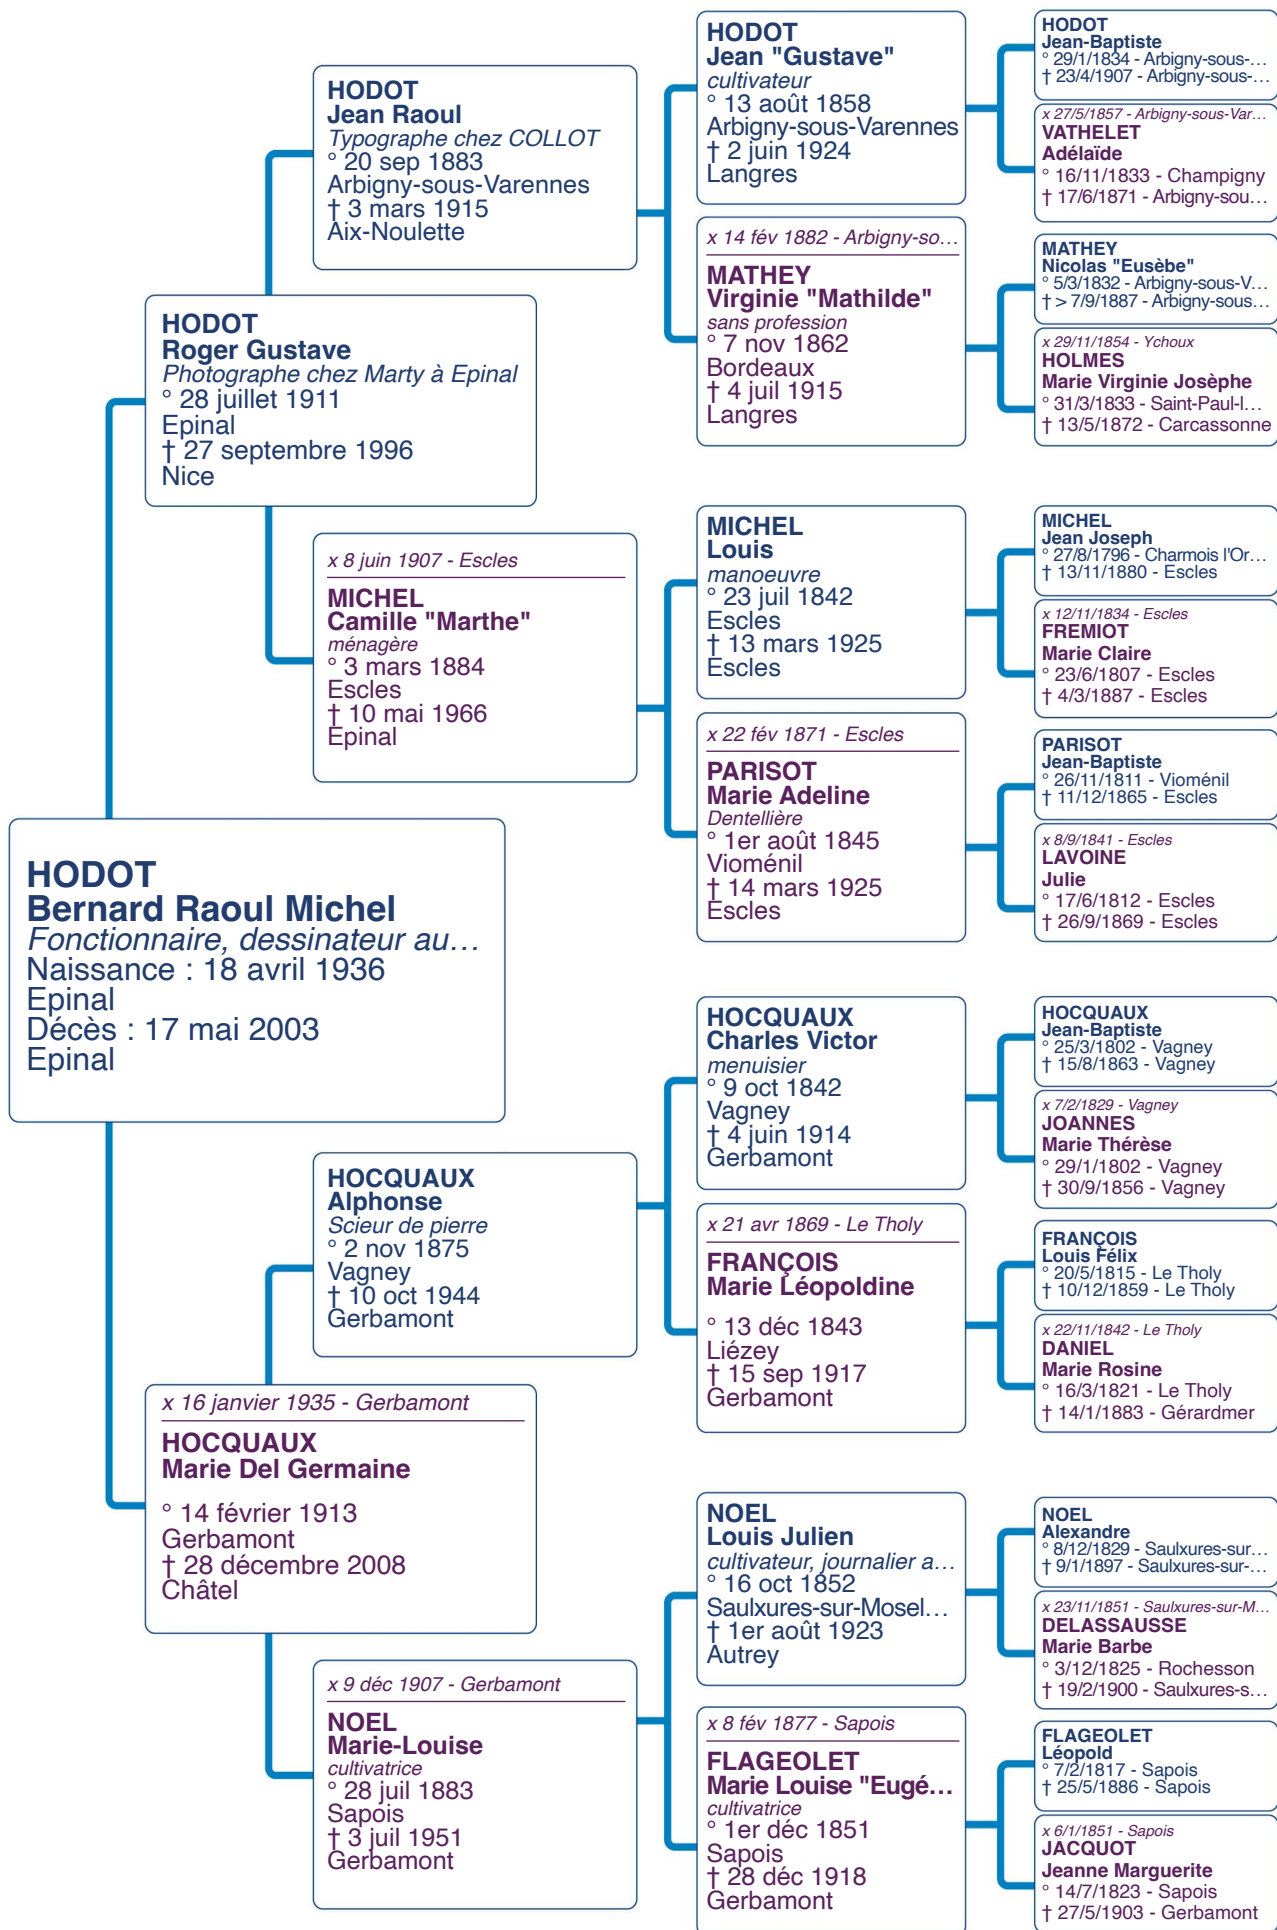 HODOT
Bernard Raoul Michel
Fonctionnaire, dessinateur au…
Naissance : 18 avril 1936
Epinal
Décès : 17 mai 2003
Epinal
HODOT
Roger Gustave
Photographe chez Marty à Epinal
° 28 juillet 1911
Epinal
† 27 septembre 1996
Nice
x 16 janvier 1935 - Gerbamont
HOCQUAUX
Marie Del Germaine
° 14 février 1913
Gerbamont
† 28 décembre 2008
Châtel
HODOT
Jean Raoul
Typographe chez COLLOT
° 20 sep 1883
Arbigny-sous-Varennes
† 3 mars 1915
Aix-Noulette
x 8 juin 1907 - Escles
MICHEL
Camille "Marthe"
ménagère
° 3 mars 1884
Escles
† 10 mai 1966
Epinal
HOCQUAUX
Alphonse
Scieur de pierre
° 2 nov 1875
Vagney
† 10 oct 1944
Gerbamont
x 9 déc 1907 - Gerbamont
NOEL
Marie-Louise
cultivatrice
° 28 juil 1883
Sapois
† 3 juil 1951
Gerbamont
HODOT
Jean "Gustave"
cultivateur
° 13 août 1858
Arbigny-sous-Varennes
† 2 juin 1924
Langres
x 14 fév 1882 - Arbigny-so…
MATHEY
Virginie "Mathilde"
sans profession
° 7 nov 1862
Bordeaux
† 4 juil 1915
Langres
MICHEL
Louis
manoeuvre
° 23 juil 1842
Escles
† 13 mars 1925
Escles
x 22 fév 1871 - Escles
PARISOT
Marie Adeline
Dentellière
° 1er août 1845
Vioménil
† 14 mars 1925
Escles
HOCQUAUX
Charles Victor
menuisier
° 9 oct 1842
Vagney
† 4 juin 1914
Gerbamont
x 21 avr 1869 - Le Tholy
FRANÇOIS
Marie Léopoldine
° 13 déc 1843
Liézey
† 15 sep 1917
Gerbamont
NOEL
Louis Julien
cultivateur, journalier a…
° 16 oct 1852
Saulxures-sur-Mosel…
† 1er août 1923
Autrey
x 8 fév 1877 - Sapois
FLAGEOLET
Marie Louise "Eugé…
cultivatrice
° 1er déc 1851
Sapois
† 28 déc 1918
Gerbamont
HODOT
Jean-Baptiste
° 29/1/1834 - Arbigny-sous-…
† 23/4/1907 - Arbigny-sous-…
x 27/5/1857 - Arbigny-sous-Var…
VATHELET
Adélaïde
° 16/11/1833 - Champigny
† 17/6/1871 - Arbigny-sou…
MATHEY
Nicolas "Eusèbe"
° 5/3/1832 - Arbigny-sous-V…
† > 7/9/1887 - Arbigny-sous…
x 29/11/1854 - Ychoux
HOLMES
Marie Virginie Josèphe
° 31/3/1833 - Saint-Paul-l…
† 13/5/1872 - Carcassonne
MICHEL
Jean Joseph
° 27/8/1796 - Charmois l'Or…
† 13/11/1880 - Escles
x 12/11/1834 - Escles
FREMIOT
Marie Claire
° 23/6/1807 - Escles
† 4/3/1887 - Escles
PARISOT
Jean-Baptiste
° 26/11/1811 - Vioménil
† 11/12/1865 - Escles
x 8/9/1841 - Escles
LAVOINE
Julie
° 17/6/1812 - Escles
† 26/9/1869 - Escles
HOCQUAUX
Jean-Baptiste
° 25/3/1802 - Vagney
† 15/8/1863 - Vagney
x 7/2/1829 - Vagney
JOANNES
Marie Thérèse
° 29/1/1802 - Vagney
† 30/9/1856 - Vagney
FRANÇOIS
Louis Félix
° 20/5/1815 - Le Tholy
† 10/12/1859 - Le Tholy
x 22/11/1842 - Le Tholy
DANIEL
Marie Rosine
° 16/3/1821 - Le Tholy
† 14/1/1883 - Gérardmer
NOEL
Alexandre
° 8/12/1829 - Saulxures-sur…
† 9/1/1897 - Saulxures-sur-…
x 23/11/1851 - Saulxures-sur-M…
DELASSAUSSE
Marie Barbe
° 3/12/1825 - Rochesson
† 19/2/1900 - Saulxures-s…
FLAGEOLET
Léopold
° 7/2/1817 - Sapois
† 25/5/1886 - Sapois
x 6/1/1851 - Sapois
JACQUOT
Jeanne Marguerite
° 14/7/1823 - Sapois
† 27/5/1903 - Gerbamont